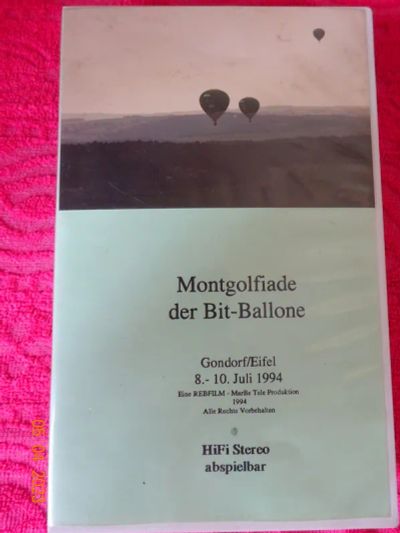 Montgolfiade
der Bit-Ballone
Gondorf/Eifel
8.- 10. Juli 1994
Eine REBFILM - MarBe Tele Produktion
1994
Alle Rechte Vorbehalten
HiFi Stereo
abspielbar